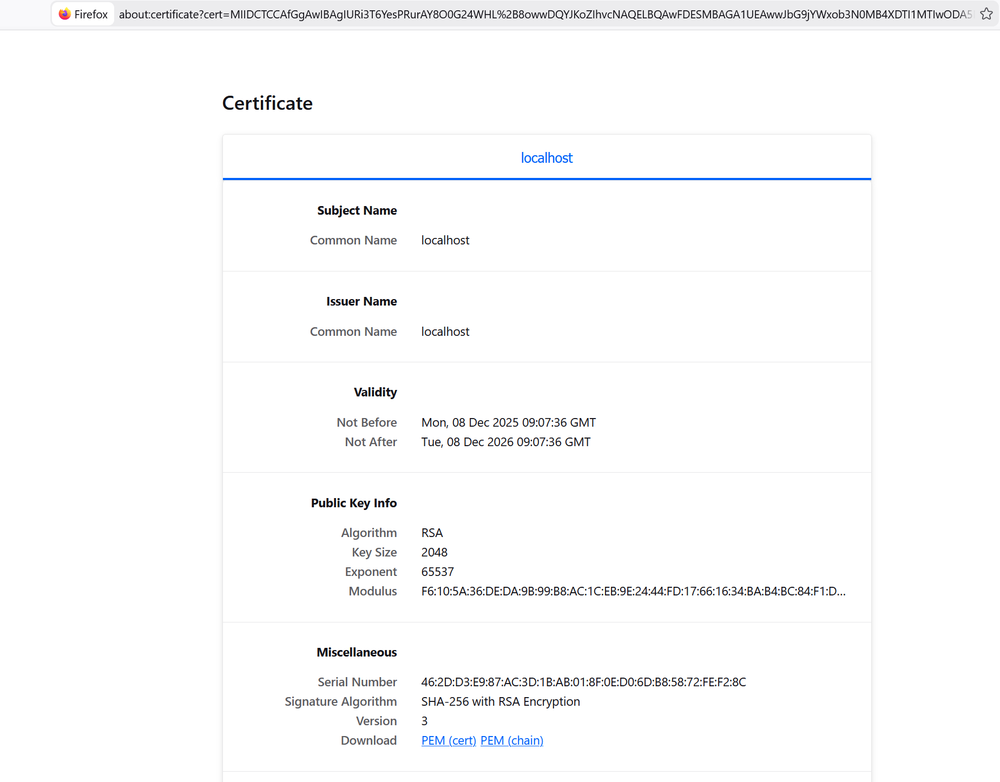 Firefox about:certificate?cert=MIIDCTCCAfGgAwIBAgIURi3T6YesPRurAY8O0G24WHL%2B8owwDQYJKoZIhvcNAQELBQAwFDESMBAGA1UEAwwJbG9jYWxob3N0MB4XDTI1MTIwODA5
Certificate
localhost
Subject Name
Common Name localhost
Issuer Name
Common Name localhost
Validity
Not Before Mon, 08 Dec 2025 09:07:36 GMT
Not After Tue, 08 Dec 2026 09:07:36 GMT
Public Key Info
Algorithm RSA
Key Size 2048
Exponent 65537
Modulus F6:10:5A:36:DE:DA:9B:99:B8:AC:1C:EB:9E:24:44:FD:17:66:16:34:BA:B4:BC:84:F1:D...
Miscellaneous
Serial Number 46:2D:D3:E9:87:AC:3D:1B:AB:01:8F:0E:D0:6D:B8:58:72:FE:F2:8C
Signature Algorithm SHA-256 with RSA Encryption
Version 3
Download PEM (cert) PEM (chain)